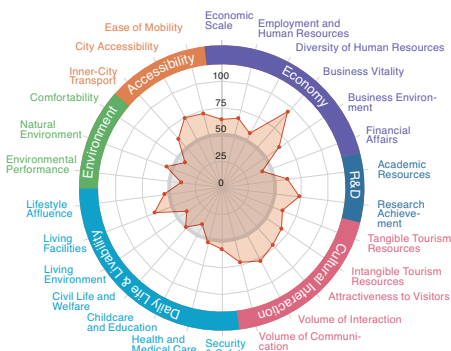 Economic
Scale
Employment and
Human Resources
Diversity of Human Resources
Business Vitality
Business Environ-
ment
Financial
Affairs
Academic
Resources
Research
Achieve-
ment
Tangible Tourism
Resources
Intangible Tourism
Resources
Attractiveness to Visitors
Volume of Interaction
Volume of Communi-
cation
Security
Health and
Medical Care
Childcare
and Education
Civil Life and
Welfare
Living
Environment
Living
Facilities
Lifestyle
Affluence
Environmental
Performance
Natural
Environment
Comfortability
Inner-City
Transport
City Accessibility
Ease of Mobility
Economy
R&D
Cultural Interaction
Daily Life & Livability
Environment
Accessibility
100
75
50
25
0